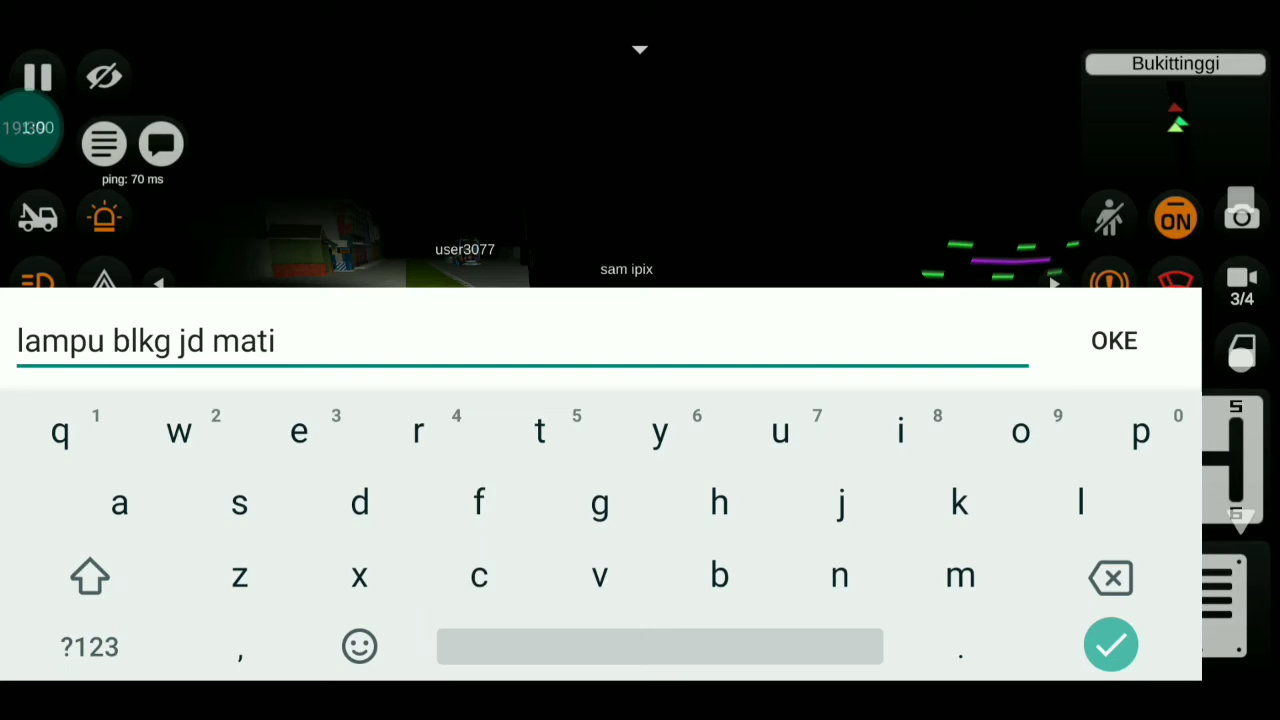 Bukittinggi
ping: 70 ms
ON
user3077
sam ipix
3/4
lampu blkg jd mati
OKE
1 2 3 4 5 6 7 8 9 0
q w e r t y u i o p
a s d f g h j k l
z x c v b n m
?123 , .